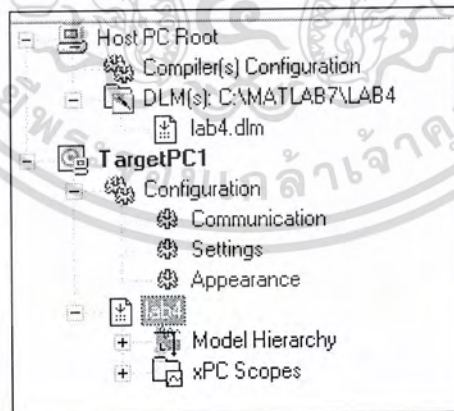 Host PC Root
Compiler(s) Configuration
DLM(s): C:\MATLAB7\LAB4
lab4.dlm
TargetPC1
Configuration
Communication
Settings
Appearance
lab4
Model Hierarchy
xPC Scopes